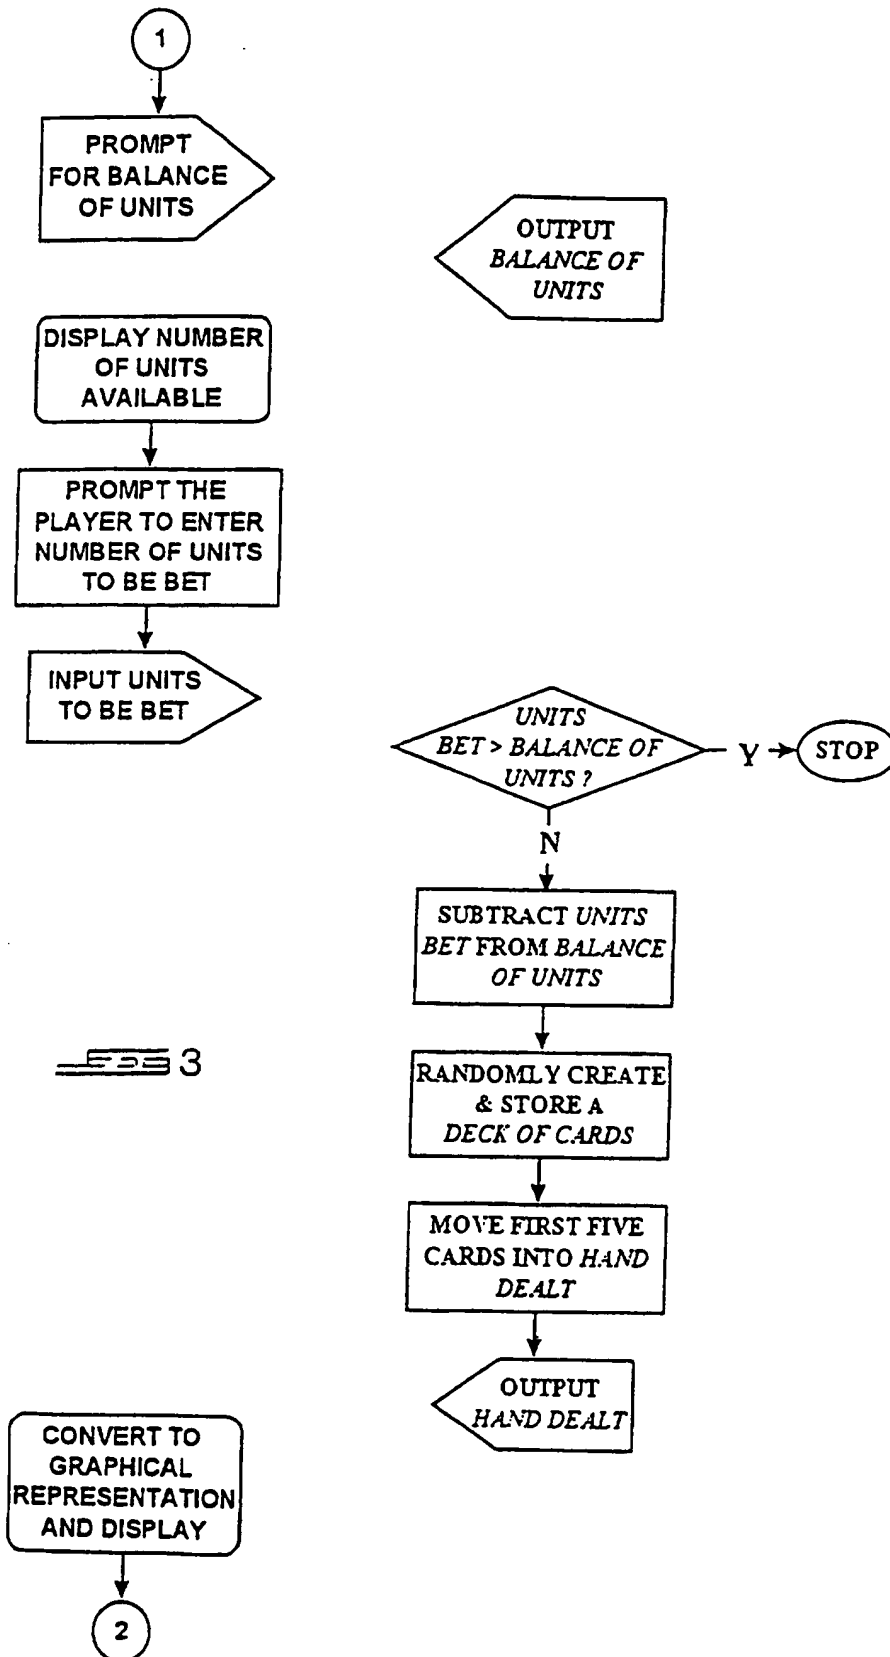 1
PROMPT
FOR BALANCE
OF UNITS
OUTPUT
BALANCE OF
UNITS
DISPLAY NUMBER
OF UNITS
AVAILABLE
PROMPT THE
PLAYER TO ENTER
NUMBER OF UNITS
TO BE BET
INPUT UNITS
TO BE BET
UNITS
BET > BALANCE OF
UNITS ?
Y
STOP
N
SUBTRACT UNITS
BET FROM BALANCE
OF UNITS
3
RANDOMLY CREATE
& STORE A
DECK OF CARDS
MOVE FIRST FIVE
CARDS INTO HAND
DEALT
OUTPUT
HAND DEALT
CONVERT TO
GRAPHICAL
REPRESENTATION
AND DISPLAY
2